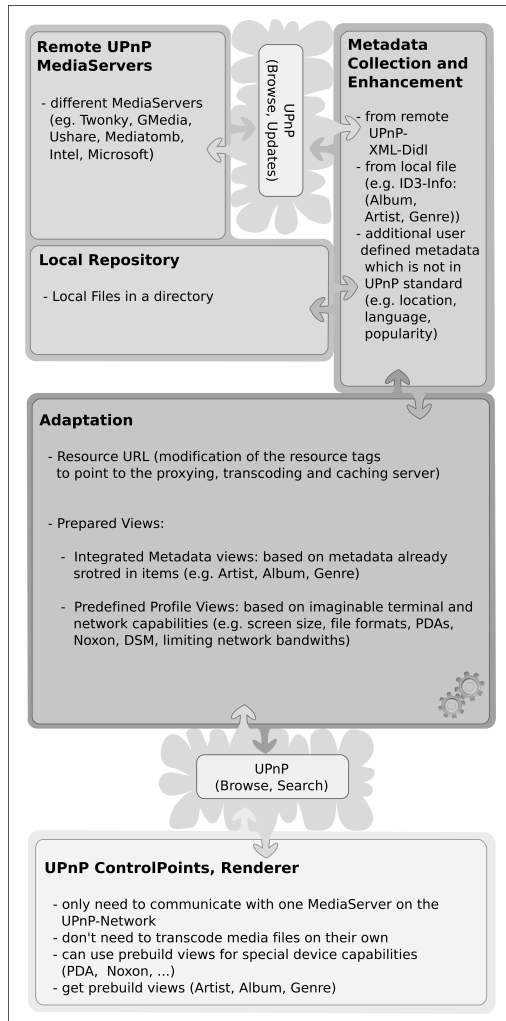 Remote UPnP
MediaServers
- different MediaServers
(eg. Twonky, GMedia,
Ushare, Mediatomb,
Intel, Microsoft)
UPnP
(Browse, Updates)
Metadata
Collection and
Enhancement
- from remote
UPnP-
XML-Didl
- from local file
(e.g. ID3-Info:
(Album,
Artist, Genre))
- additional user
defined metadata
which is not in
UPnP standard
(e.g. location,
language,
popularity)
Local Repository
- Local Files in a directory
Adaptation
- Resource URL (modification of the resource tags
to point to the proxying, transcoding and caching server)
- Prepared Views:
- Integrated Metadata views: based on metadata already
srotred in items (e.g. Artist, Album, Genre)
- Predefined Profile Views: based on imaginable terminal and
network capabilities (e.g. screen size, file formats, PDAs,
Noxon, DSM, limiting network bandwiths)
UPnP
(Browse, Search)
UPnP ControlPoints, Renderer
- only need to communicate with one MediaServer on the
UPnP-Network
- don't need to transcode media files on their own
- can use prebuild views for special device capabilities
(PDA, Noxon, ...)
- get prebuild views (Artist, Album, Genre)